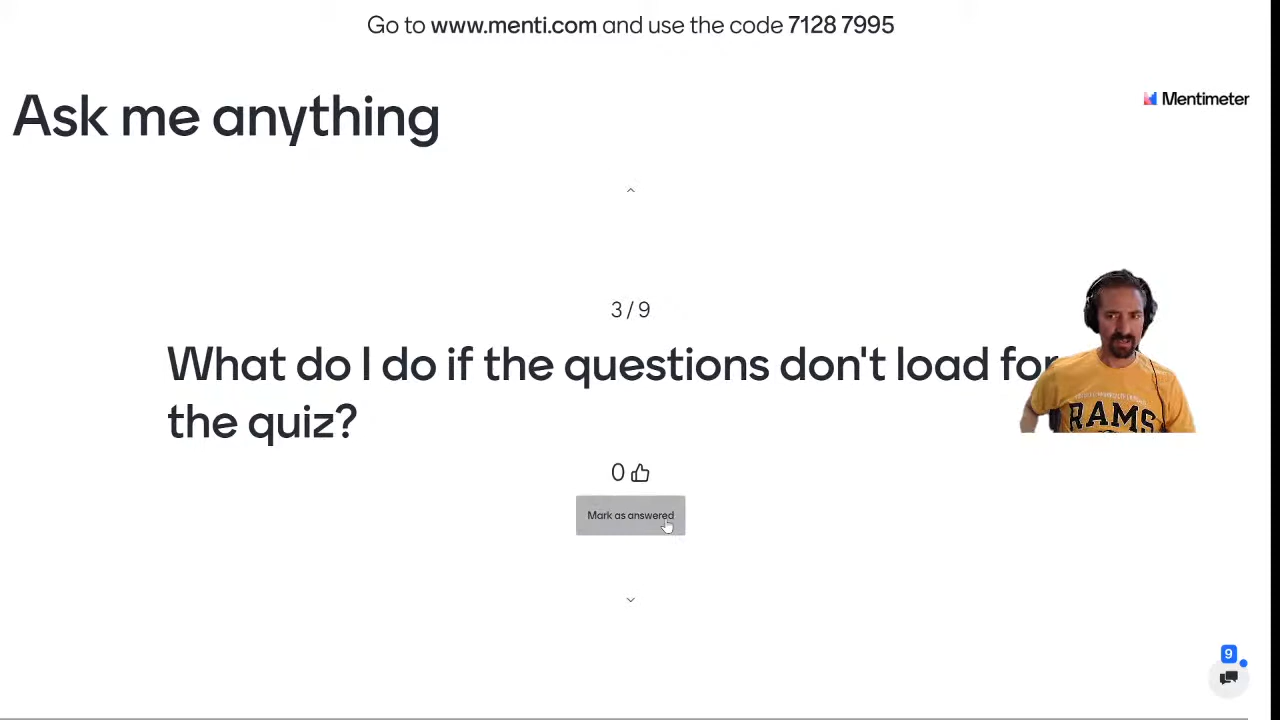 Go to www.menti.com and use the code 7128 7995
Ask me anything
Mentimeter
3 / 9
What do I do if the questions don't load for
the quiz?
RAMS
0
Mark as answered
9